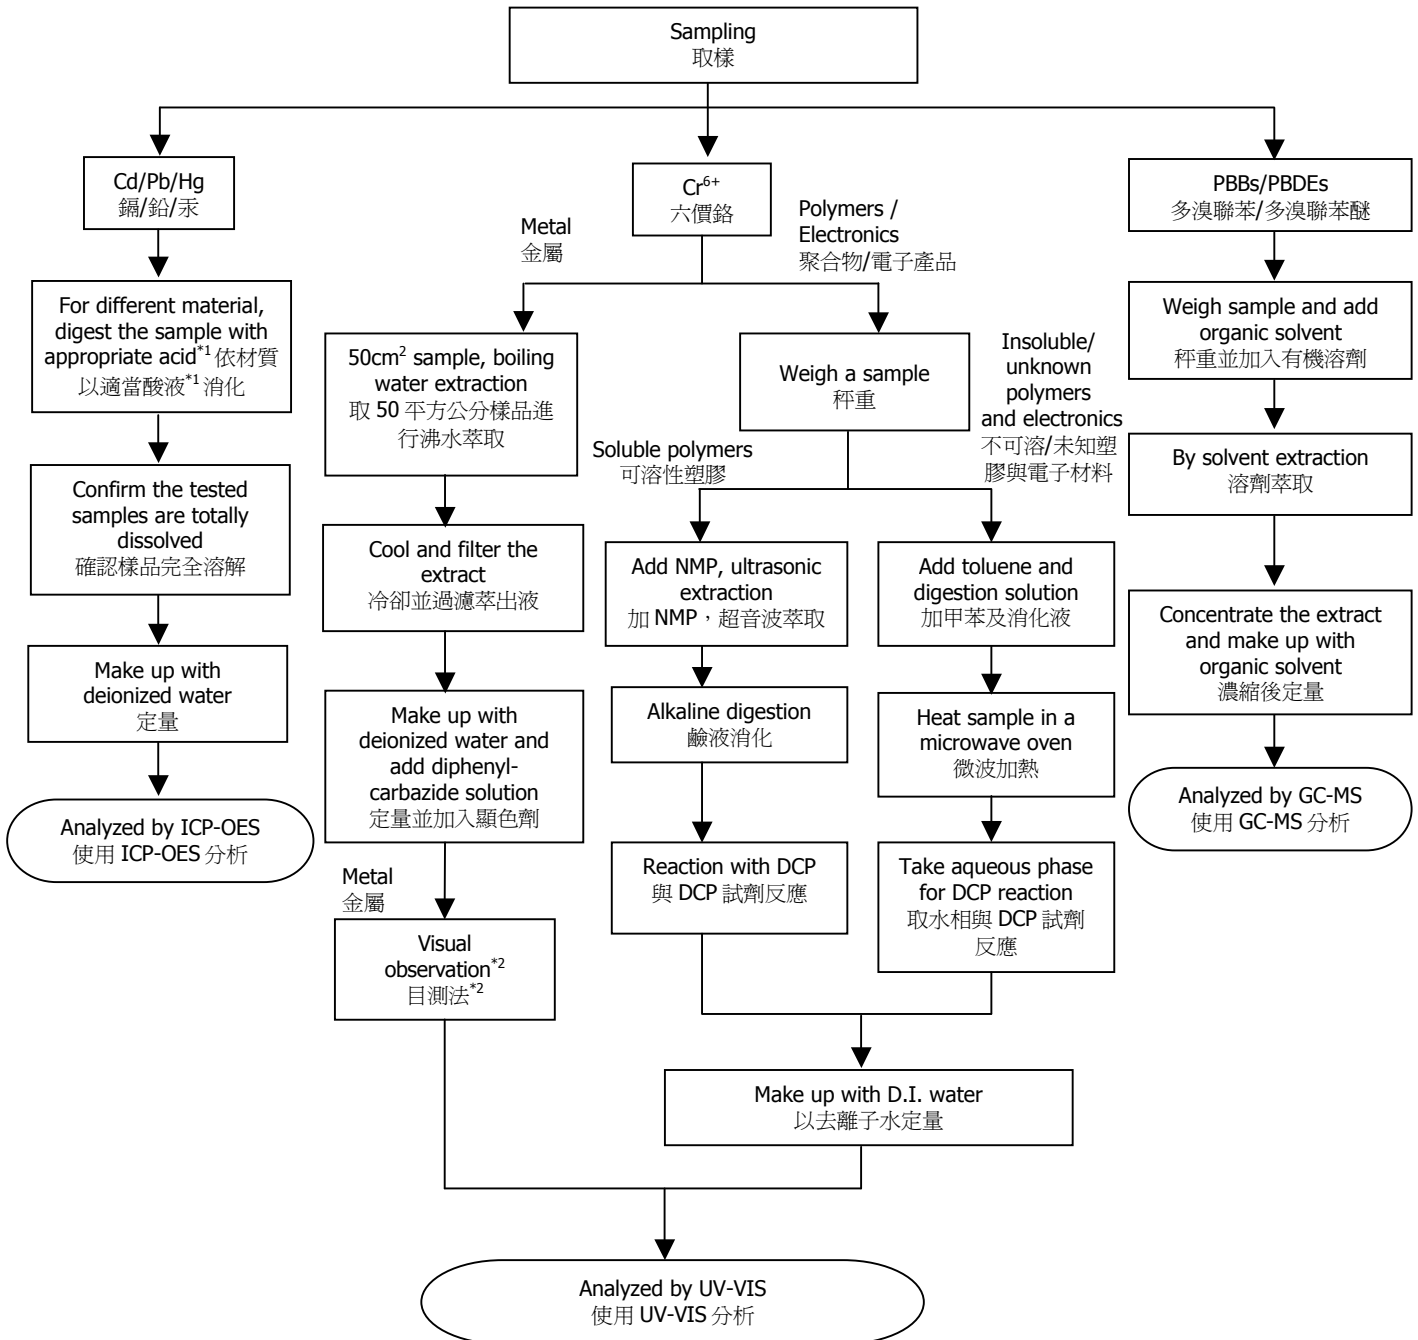 Sampling
取樣
Cd/Pb/Hg
鎘/鉛/汞
For different material,
digest the sample with
appropriate acid*1 依材質
以適當酸液*1 消化
Confirm the tested
samples are totally
dissolved
確認樣品完全溶解
Make up with
deionized water
定量
Analyzed by ICP-OES
使用 ICP-OES 分析
Cr6+
六價鉻
Metal
金屬
Polymers /
Electronics
聚合物/電子產品
50cm2 sample, boiling
water extraction
取 50 平方公分樣品進
行沸水萃取
Cool and filter the
extract
冷卻並過濾萃出液
Make up with
deionized water and
add diphenyl-
carbazide solution
定量並加入顯色劑
Metal
金屬
Visual
observation*2
目測法*2
Weigh a sample
秤重
Soluble polymers
可溶性塑膠
Insoluble/
unknown
polymers
and electronics
不可溶/未知塑
膠與電子材料
Add NMP, ultrasonic
extraction
加 NMP，超音波萃取
Alkaline digestion
鹼液消化
Reaction with DCP
與 DCP 試劑反應
Add toluene and
digestion solution
加甲苯及消化液
Heat sample in a
microwave oven
微波加熱
Take aqueous phase
for DCP reaction
取水相與 DCP 試劑
反應
Make up with D.I. water
以去離子水定量
Analyzed by UV-VIS
使用 UV-VIS 分析
PBBs/PBDEs
多溴聯苯/多溴聯苯醚
Weigh sample and add
organic solvent
秤重並加入有機溶劑
By solvent extraction
溶劑萃取
Concentrate the extract
and make up with
organic solvent
濃縮後定量
Analyzed by GC-MS
使用 GC-MS 分析